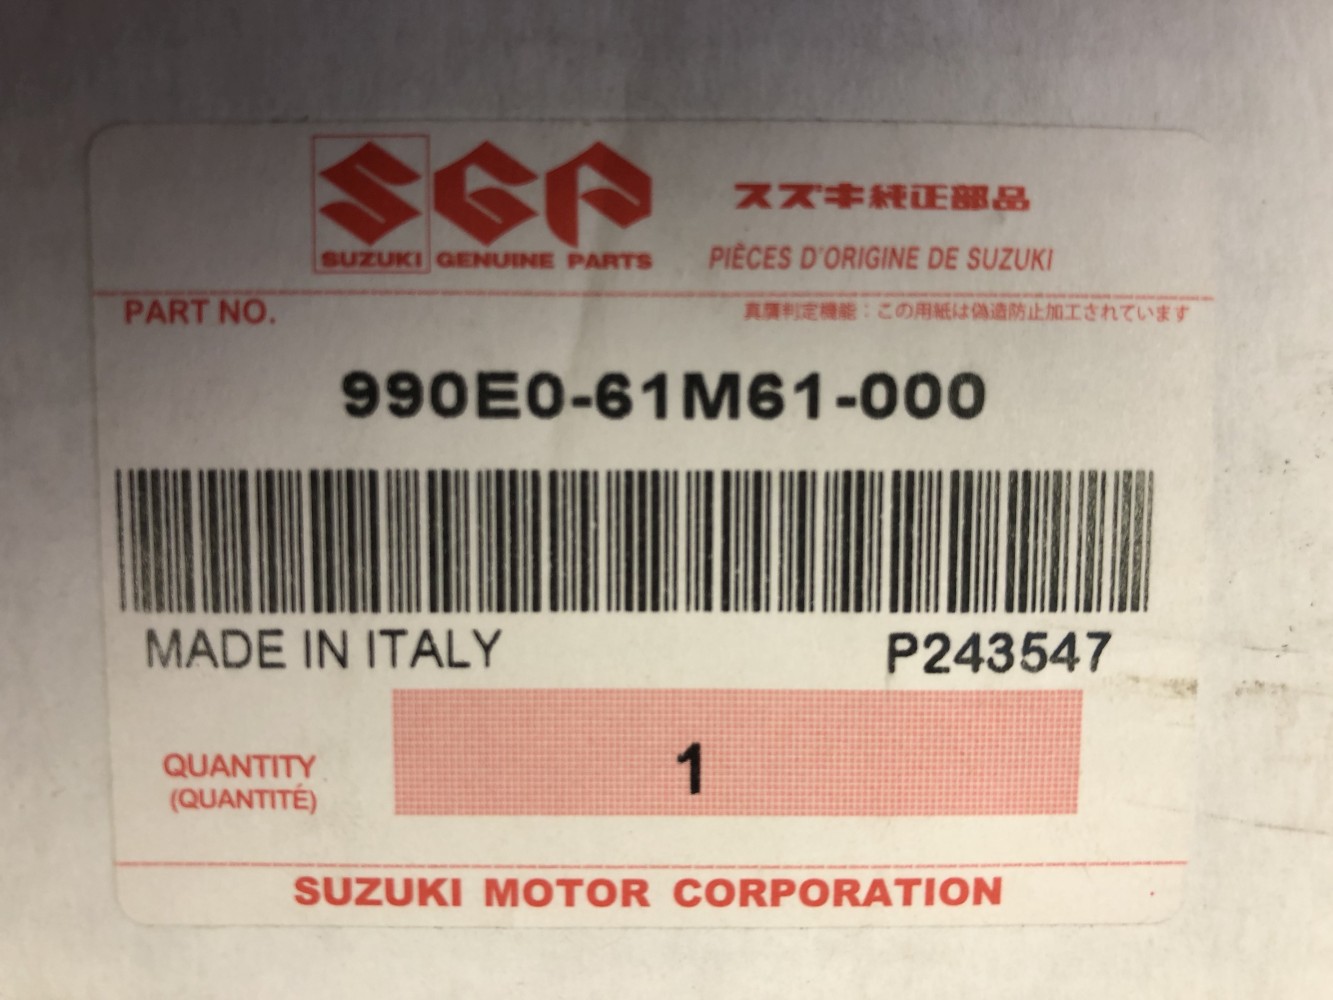 SGP
スズキ純正部品
SUZUKI GENUINE PARTS
PIÈCES D'ORIGINE DE SUZUKI
PART NO.
真贋判定機能：この用紙は偽造防止加工されています
990E0-61M61-000
MADE IN ITALY
P243547
QUANTITY
1
(QUANTITÉ)
SUZUKI MOTOR CORPORATION